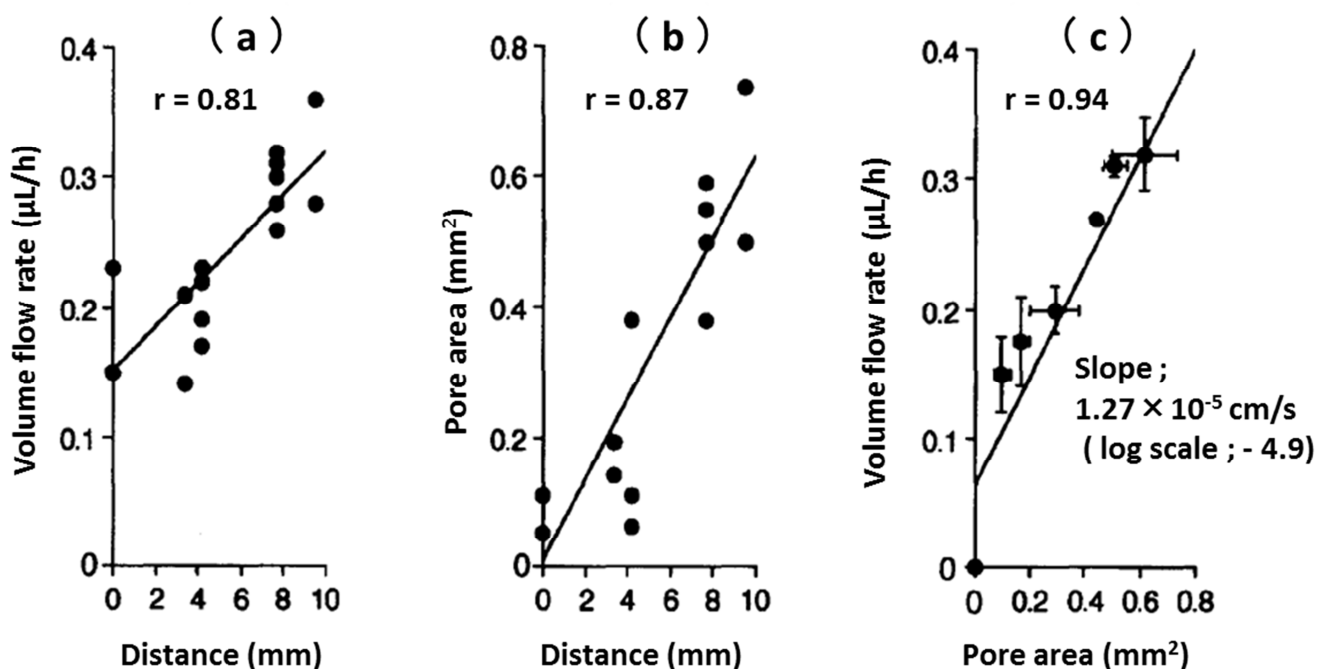 ( a )
r = 0.81
0.4
0.3
0.2
0.1
0
0 2 4 6 8 10
Volume flow rate (µL/h)
Distance (mm)
( b )
r = 0.87
0.8
0.6
0.4
0.2
0
0 2 4 6 8 10
Pore area (mm²)
Distance (mm)
( c )
r = 0.94
0.4
0.3
0.2
0.1
0
0 0.2 0.4 0.6 0.8
Slope ;
1.27 × 10⁻⁵ cm/s
( log scale ; - 4.9)
Volume flow rate (µL/h)
Pore area (mm²)